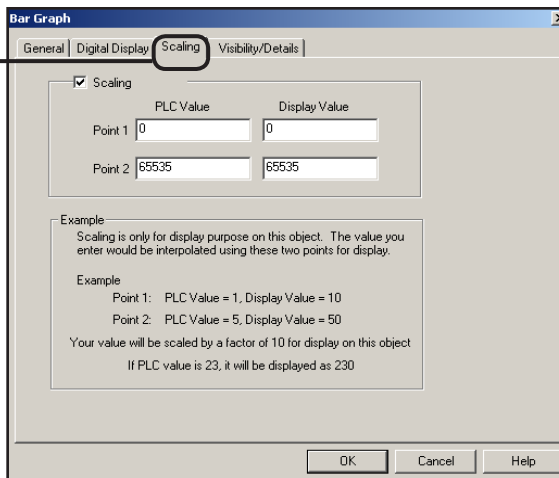 Bar Graph
General Digital Display Scaling Visibility/Details
Scaling
PLC Value Display Value
Point 1 0 0
Point 2 65535 65535
Example
Scaling is only for display purpose on this object. The value you
enter would be interpolated using these two points for display.
Example
Point 1: PLC Value = 1, Display Value = 10
Point 2: PLC Value = 5, Display Value = 50
Your value will be scaled by a factor of 10 for display on this object
If PLC value is 23, it will be displayed as 230
OK Cancel Help